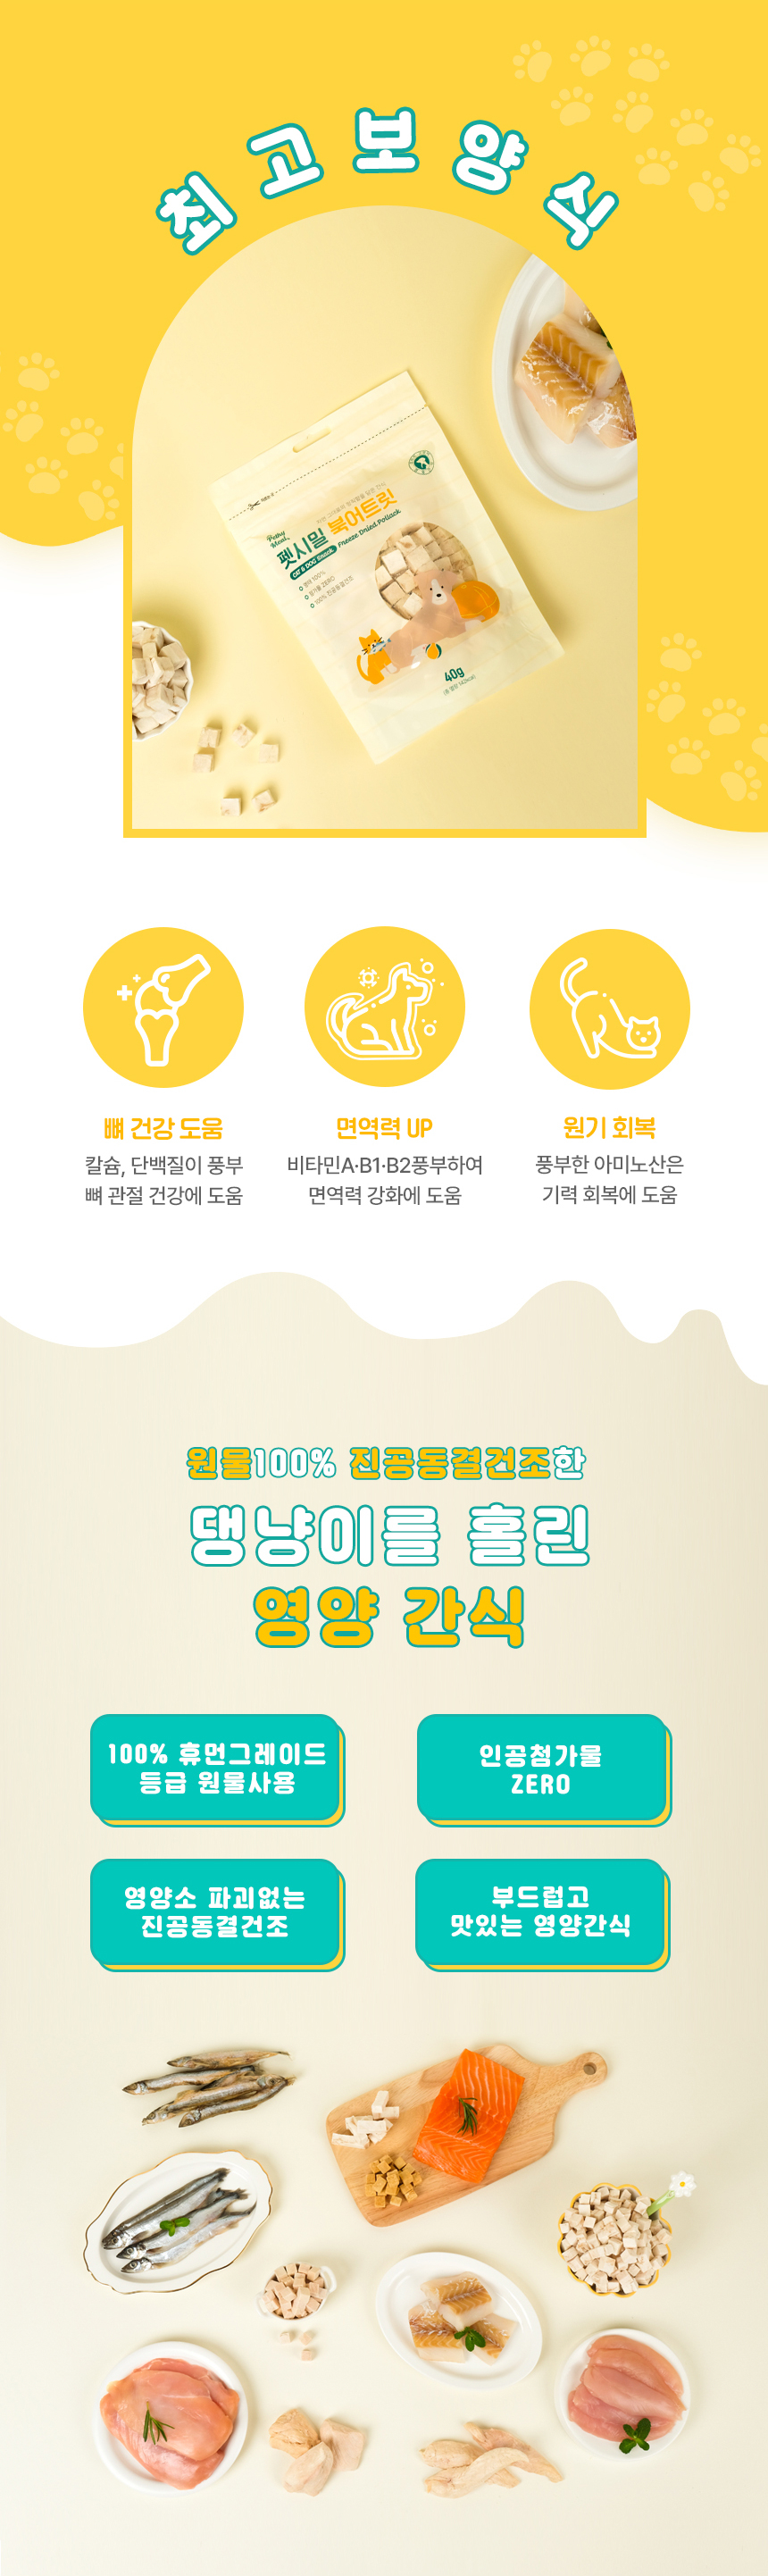 최고보양식
Pethy
Meal
펫시밀 북어트릿
CAT & DOG Snack Freeze Dried Pollack
40g
뼈 건강 도움
칼슘, 단백질이 풍부
뼈 관절 건강에 도움
면역력 UP
비타민A·B1·B2풍부하여
면역력 강화에 도움
원기 회복
풍부한 아미노산은
기력 회복에 도움
원물100% 진공동결건조한
댕냥이를 홀린
영양 간식
100% 휴먼그레이드
등급 원물사용
인공첨가물
ZERO
영양소 파괴없는
진공동결건조
부드럽고
맛있는 영양간식